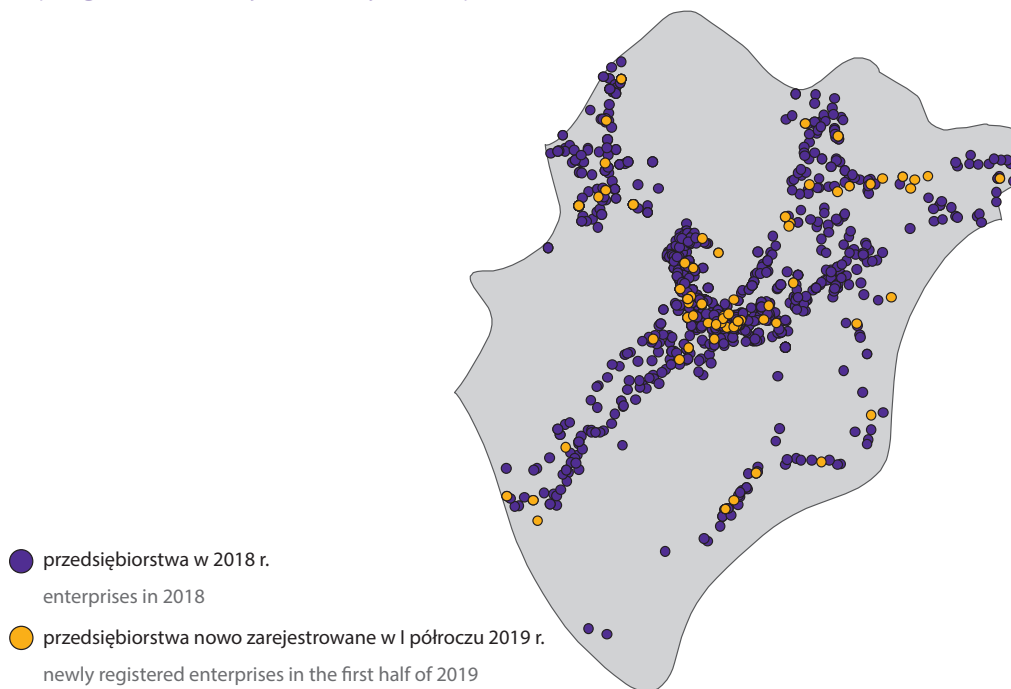 przedsiębiorstwa w 2018 r.
enterprises in 2018
przedsiębiorstwa nowo zarejestrowane w I półroczu 2019 r.
newly registered enterprises in the first half of 2019